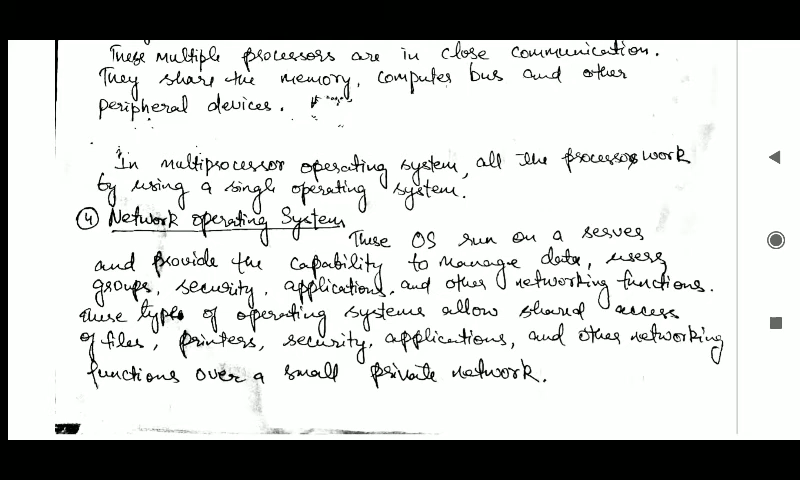 These multiple processors are in close communication.
They share the memory, computer bus and other
peripheral devices.
In multiprocessor operating system, all the processors work
by using a single operating system.
④ Network operating System
These OS run on a serves
and provide the capability to manage data, users,
groups, security, applications, and other networking functions.
These type of operating systems allow shared access
of files, printers, security, applications, and other networking
functions over a small private network.